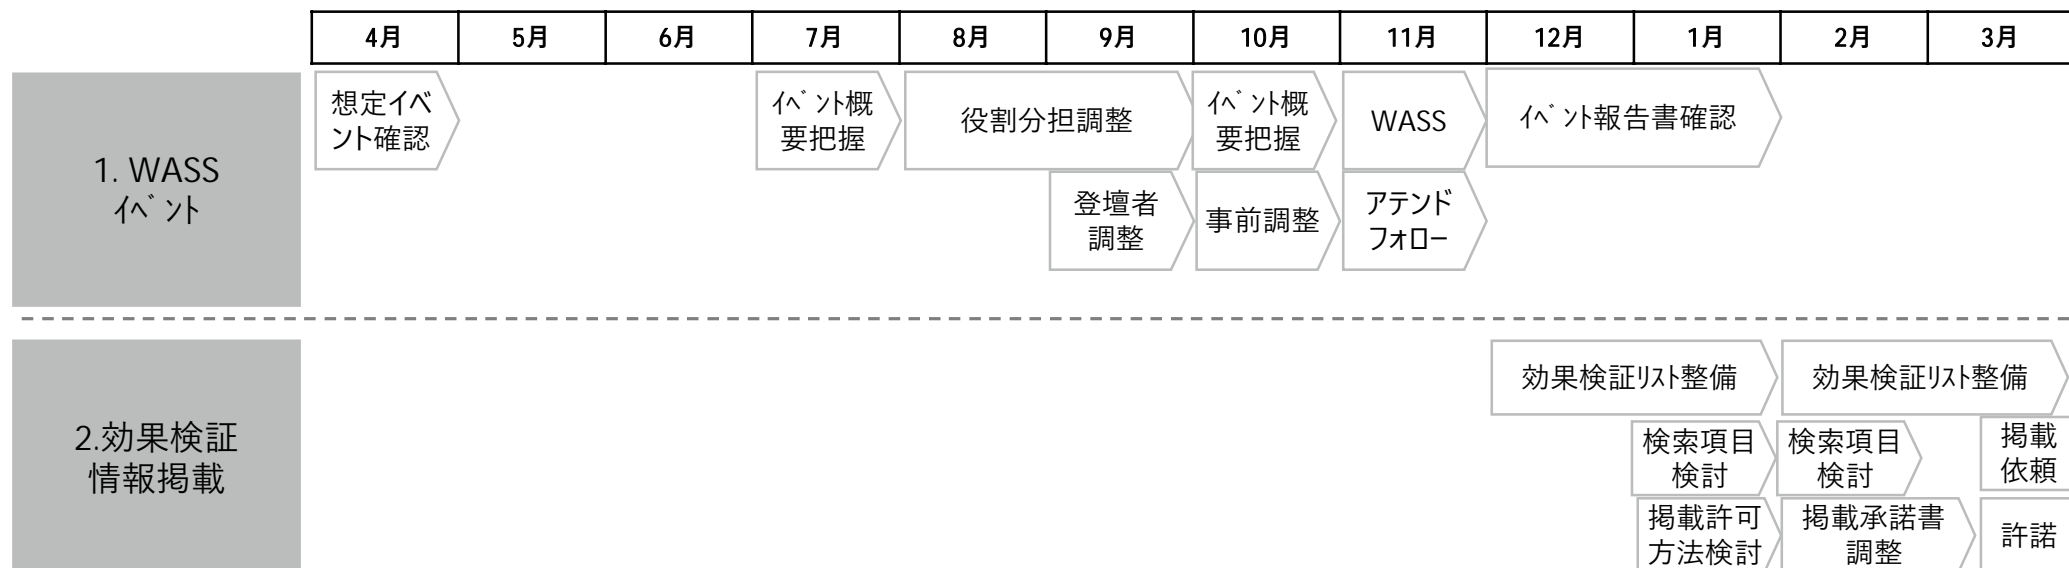 4月 5月 6月 7月 8月 9月 10月 11月 12月 1月 2月 3月
1. WASS
ｲﾍﾞﾝﾄ
想定イベ
ント確認
ｲﾍﾞﾝﾄ概
要把握
役割分担調整
ｲﾍﾞﾝﾄ概
要把握
WASS
ｲﾍﾞﾝﾄ報告書確認
登壇者
調整
事前調整
アテンド
フォロー
2.効果検証
情報掲載
効果検証ﾘｽﾄ整備
効果検証ﾘｽﾄ整備
検索項目
検討
検索項目
検討
掲載
依頼
掲載許可
方法検討
掲載承諾書
調整
許諾